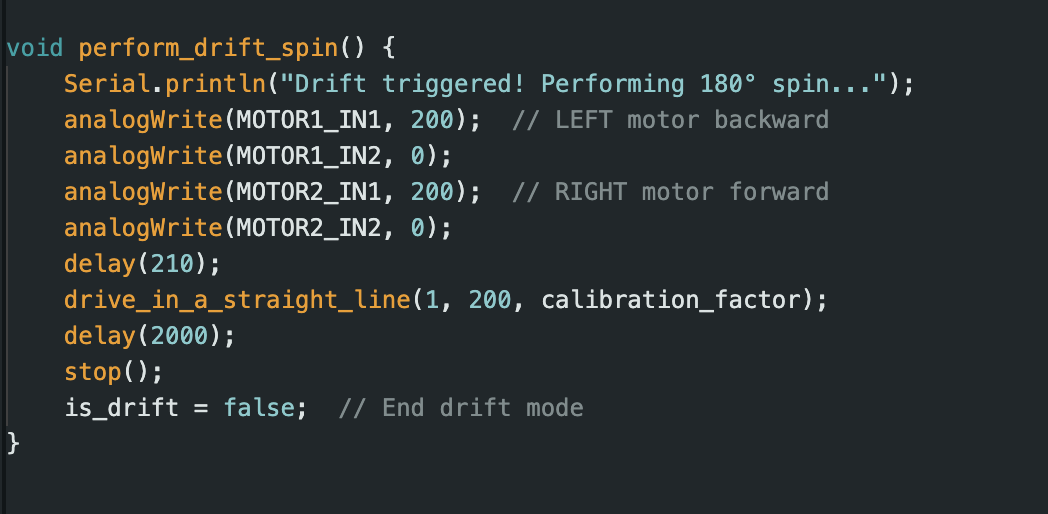 void perform_drift_spin() {
    Serial.println("Drift triggered! Performing 180° spin...");
    analogWrite(MOTOR1_IN1, 200);  // LEFT motor backward
    analogWrite(MOTOR1_IN2, 0);
    analogWrite(MOTOR2_IN1, 200);  // RIGHT motor forward
    analogWrite(MOTOR2_IN2, 0);
    delay(210);
    drive_in_a_straight_line(1, 200, calibration_factor);
    delay(2000);
    stop();
    is_drift = false;  // End drift mode
}